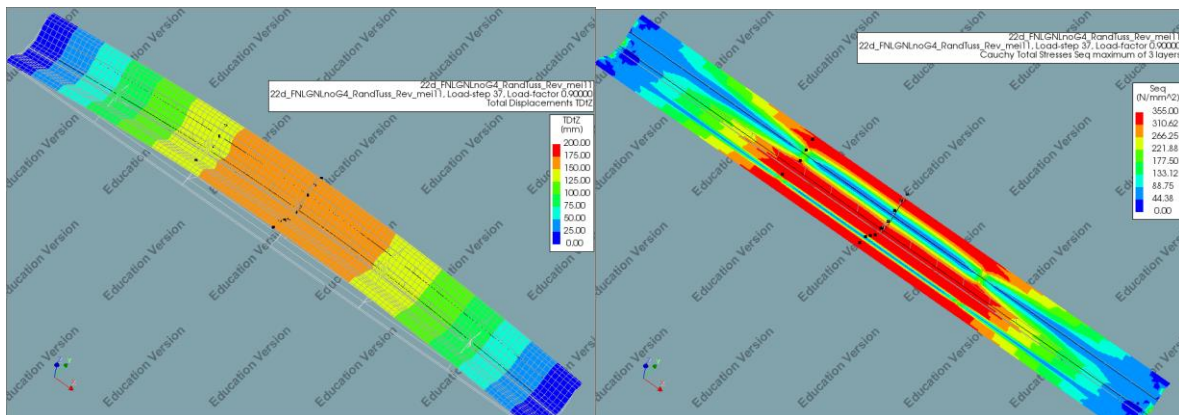 22d_FNLGNLnoG4_RandTuss_Rev_mei11
22d_FNLGNLnoG4_RandTuss_Rev_mei11, Load-step 37, Load-factor 0.90000
Total Displacements TDtZ
TDtZ
(mm)
200.00
175.00
150.00
125.00
100.00
75.00
50.00
25.00
0.00
Education Version
22d_FNLGNLnoG4_RandTuss_Rev_mei11
22d_FNLGNLnoG4_RandTuss_Rev_mei11, Load-step 37, Load-factor 0.90000
Cauchy Total Stresses Seq maximum of 3 layers
Seq
(N/mm^2)
355.00
310.62
266.25
221.88
177.50
133.12
88.75
44.38
0.00
Education Version